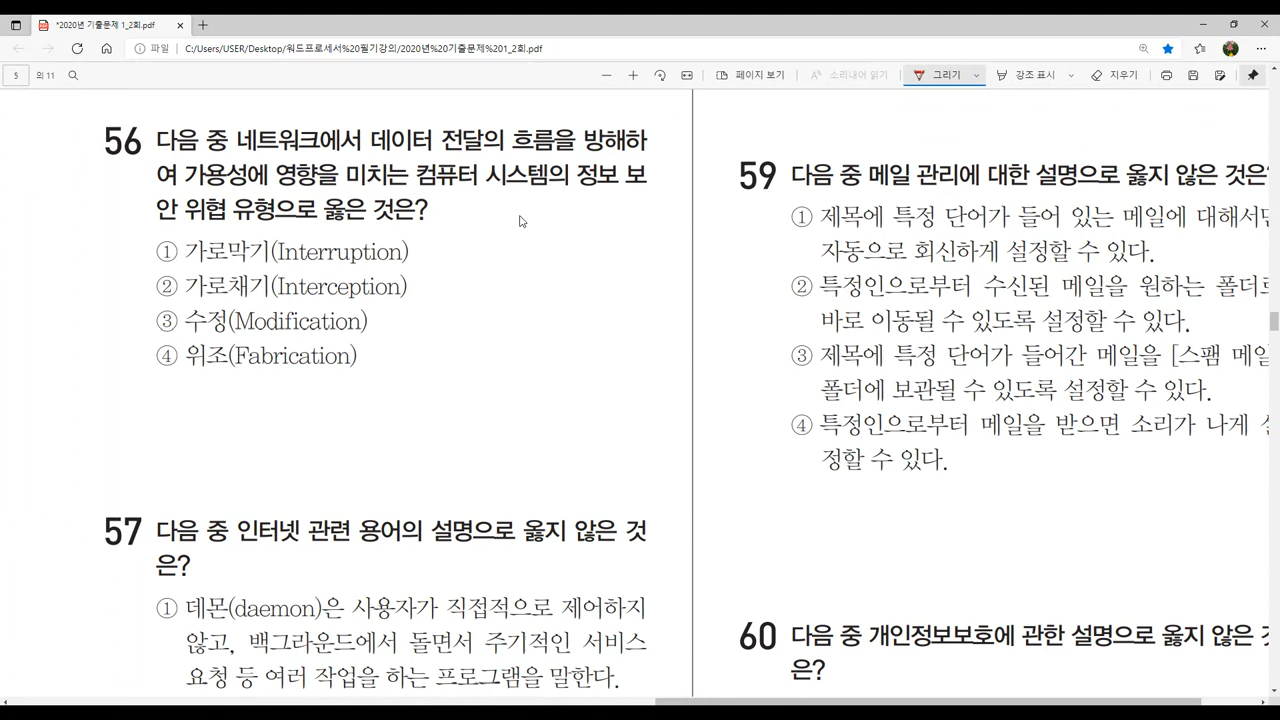 *2020년 기출문제 1_2회.pdf
파일 C:/Users/USER/Desktop/워드프로세서%20필기강의/2020년%20기출문제%201_2회.pdf
5 의 11 페이지 보기 소리내어 읽기 그리기 강조 표시 지우기
56 다음 중 네트워크에서 데이터 전달의 흐름을 방해하
여 가용성에 영향을 미치는 컴퓨터 시스템의 정보 보
안 위협 유형으로 옳은 것은?
① 가로막기(Interruption)
② 가로채기(Interception)
③ 수정(Modification)
④ 위조(Fabrication)
57 다음 중 인터넷 관련 용어의 설명으로 옳지 않은 것
은?
① 데몬(daemon)은 사용자가 직접적으로 제어하지
않고, 백그라운드에서 돌면서 주기적인 서비스
요청 등 여러 작업을 하는 프로그램을 말한다.
59 다음 중 메일 관리에 대한 설명으로 옳지 않은 것은?
① 제목에 특정 단어가 들어 있는 메일에 대해서만
자동으로 회신하게 설정할 수 있다.
② 특정인으로부터 수신된 메일을 원하는 폴더로
바로 이동될 수 있도록 설정할 수 있다.
③ 제목에 특정 단어가 들어간 메일을 [스팸 메일]
폴더에 보관될 수 있도록 설정할 수 있다.
④ 특정인으로부터 메일을 받으면 소리가 나게 설
정할 수 있다.
60 다음 중 개인정보보호에 관한 설명으로 옳지 않은 것
은?